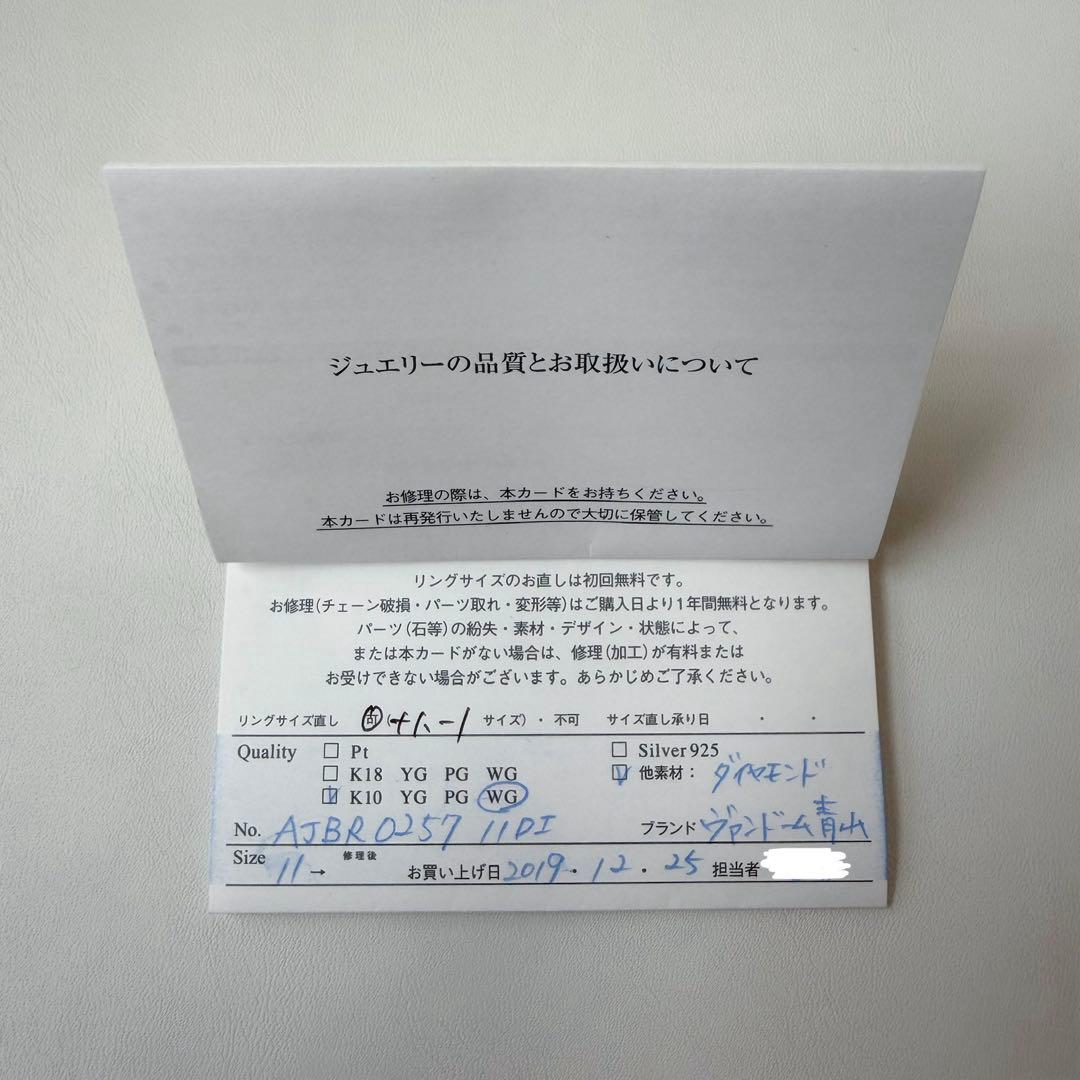 ジュエリーの品質とお取扱いについて
お修理の際は、本カードをお持ちください。
本カードは再発行いたしませんので大切に保管してください。
リングサイズのお直しは初回無料です。
お修理(チェーン破損・パーツ取れ・変形等)はご購入日より1年間無料となります。
パーツ(石等)の紛失・素材・デザイン・状態によって、
または本カードがない場合は、修理(加工)が有料または
お受けできない場合がございます。あらかじめご了承ください。
リングサイズ直し 可(+1、-1 サイズ)・不可 サイズ直し承り日 ・ ・
Quality □ Pt □ Silver925
□ K18 YG PG WG ☑ 他素材: ダイヤモンド
☑ K10 YG PG WG
No. AJBR0257 11DI ブランド ヴァンドーム青山
Size 11 → 修理後 お買い上げ日 2019・12・25 担当者